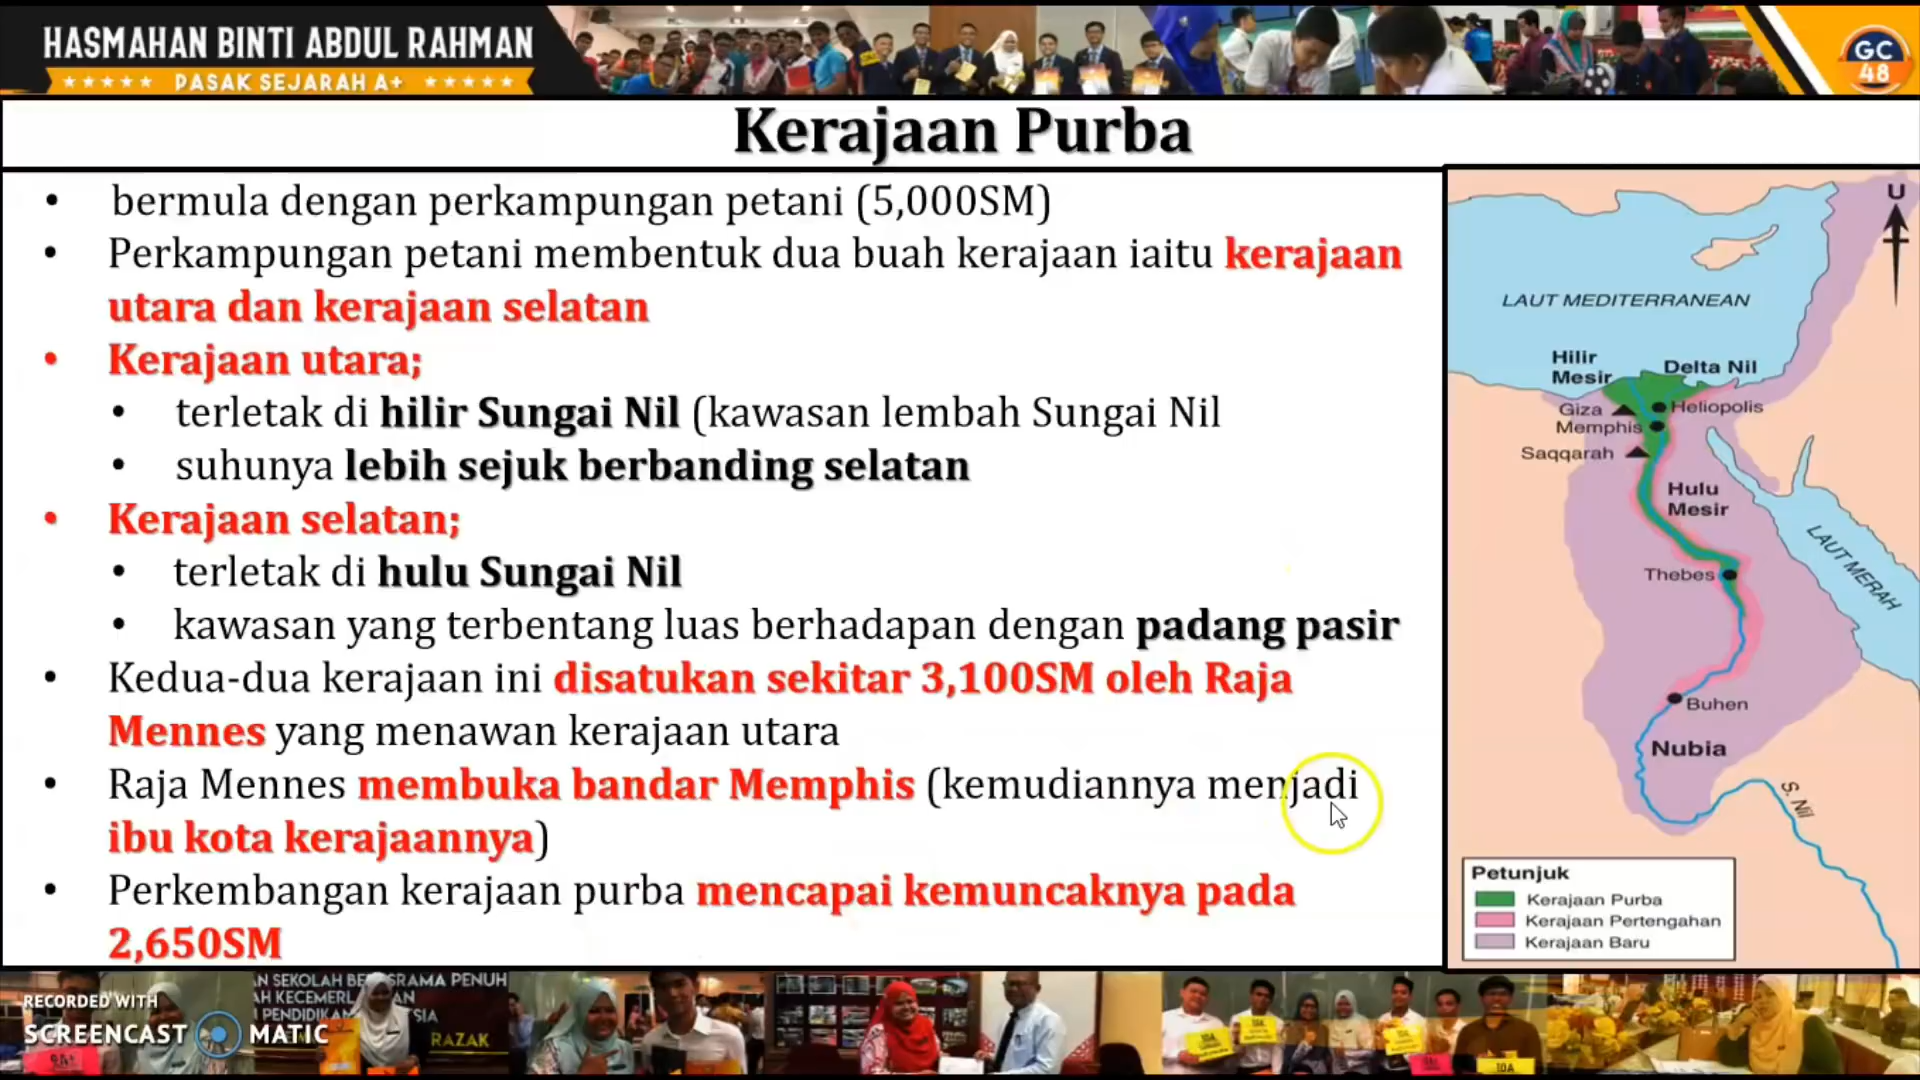 HASMAHAN BINTI ABDUL RAHMAN
PASAK SEJARAH A+
GC
48
Kerajaan Purba
• bermula dengan perkampungan petani (5,000SM)
• Perkampungan petani membentuk dua buah kerajaan iaitu kerajaan
utara dan kerajaan selatan
• Kerajaan utara;
• terletak di hilir Sungai Nil (kawasan lembah Sungai Nil
• suhunya lebih sejuk berbanding selatan
• Kerajaan selatan;
• terletak di hulu Sungai Nil
• kawasan yang terbentang luas berhadapan dengan padang pasir
• Kedua-dua kerajaan ini disatukan sekitar 3,100SM oleh Raja
Mennes yang menawan kerajaan utara
• Raja Mennes membuka bandar Memphis (kemudiannya menjadi
ibu kota kerajaannya)
• Perkembangan kerajaan purba mencapai kemuncaknya pada
2,650SM
U
LAUT MEDITERRANEAN
Hilir
Mesir
Delta Nil
Giza
Heliopolis
Memphis
Saqqarah
Hulu
Mesir
LAUT MERAH
Thebes
Buhen
Nubia
S. Nil
Petunjuk
Kerajaan Purba
Kerajaan Pertengahan
Kerajaan Baru
RECORDED WITH
SCREENCAST MATIC
RAZAK